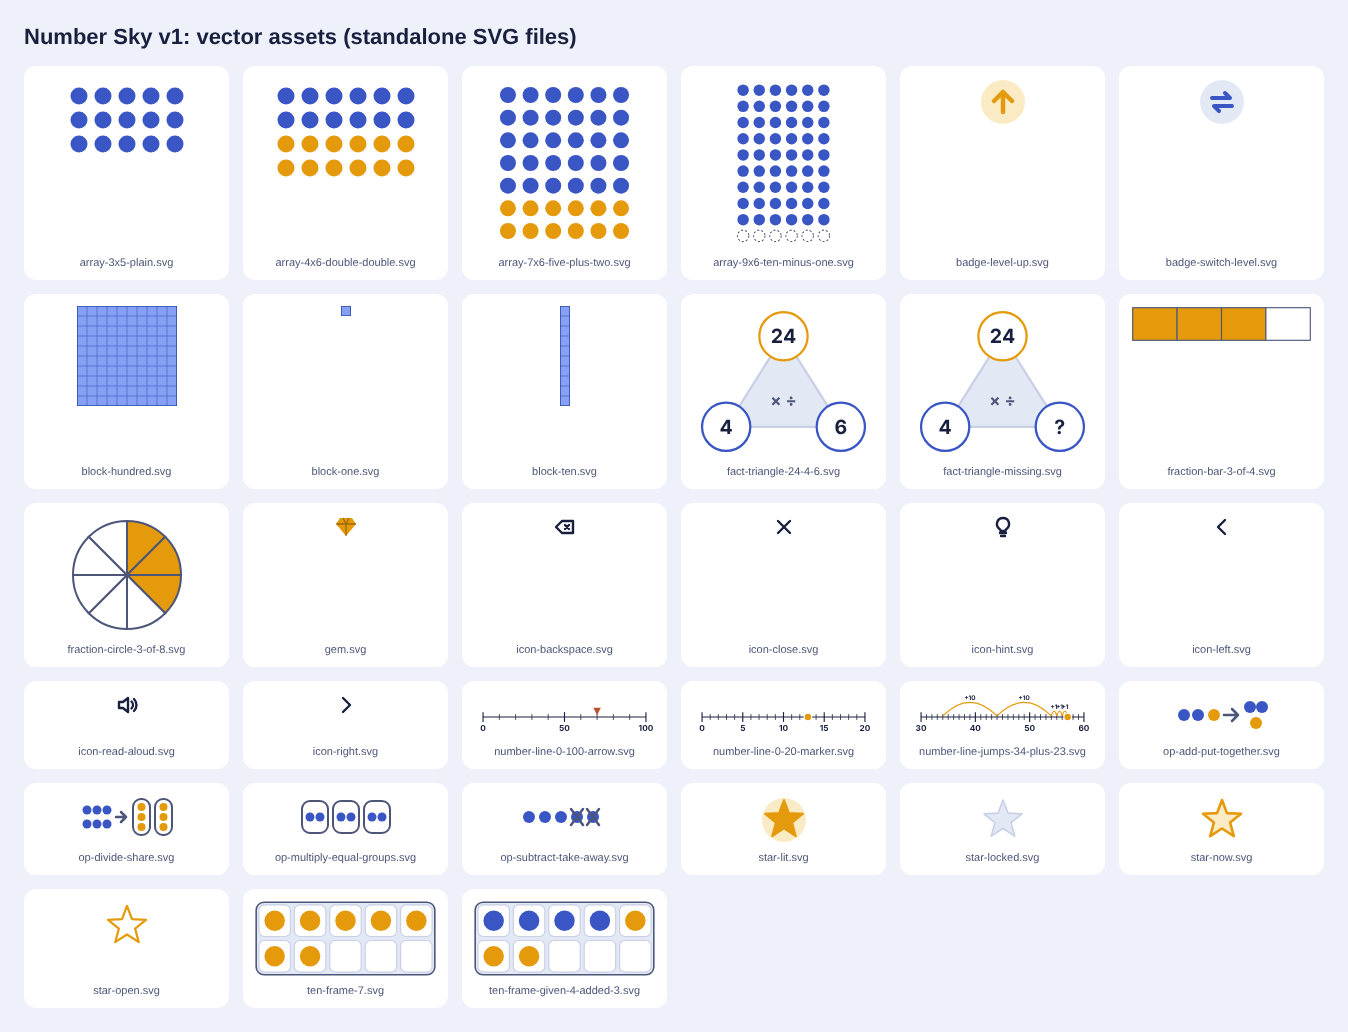 Number Sky v1: vector assets (standalone SVG files)
array-3x5-plain.svg
array-4x6-double-double.svg
array-7x6-five-plus-two.svg
array-9x6-ten-minus-one.svg
badge-level-up.svg
badge-switch-level.svg
24
× ÷
4 6
24
× ÷
4 ?
block-hundred.svg
block-one.svg
block-ten.svg
fact-triangle-24-4-6.svg
fact-triangle-missing.svg
fraction-bar-3-of-4.svg
fraction-circle-3-of-8.svg
gem.svg
icon-backspace.svg
icon-close.svg
icon-hint.svg
icon-left.svg
0 50 100
0 5 10 15 20
+10 +10
+1+1+1
30 40 50 60
icon-read-aloud.svg
icon-right.svg
number-line-0-100-arrow.svg
number-line-0-20-marker.svg
number-line-jumps-34-plus-23.svg
op-add-put-together.svg
op-divide-share.svg
op-multiply-equal-groups.svg
op-subtract-take-away.svg
star-lit.svg
star-locked.svg
star-now.svg
star-open.svg
ten-frame-7.svg
ten-frame-given-4-added-3.svg